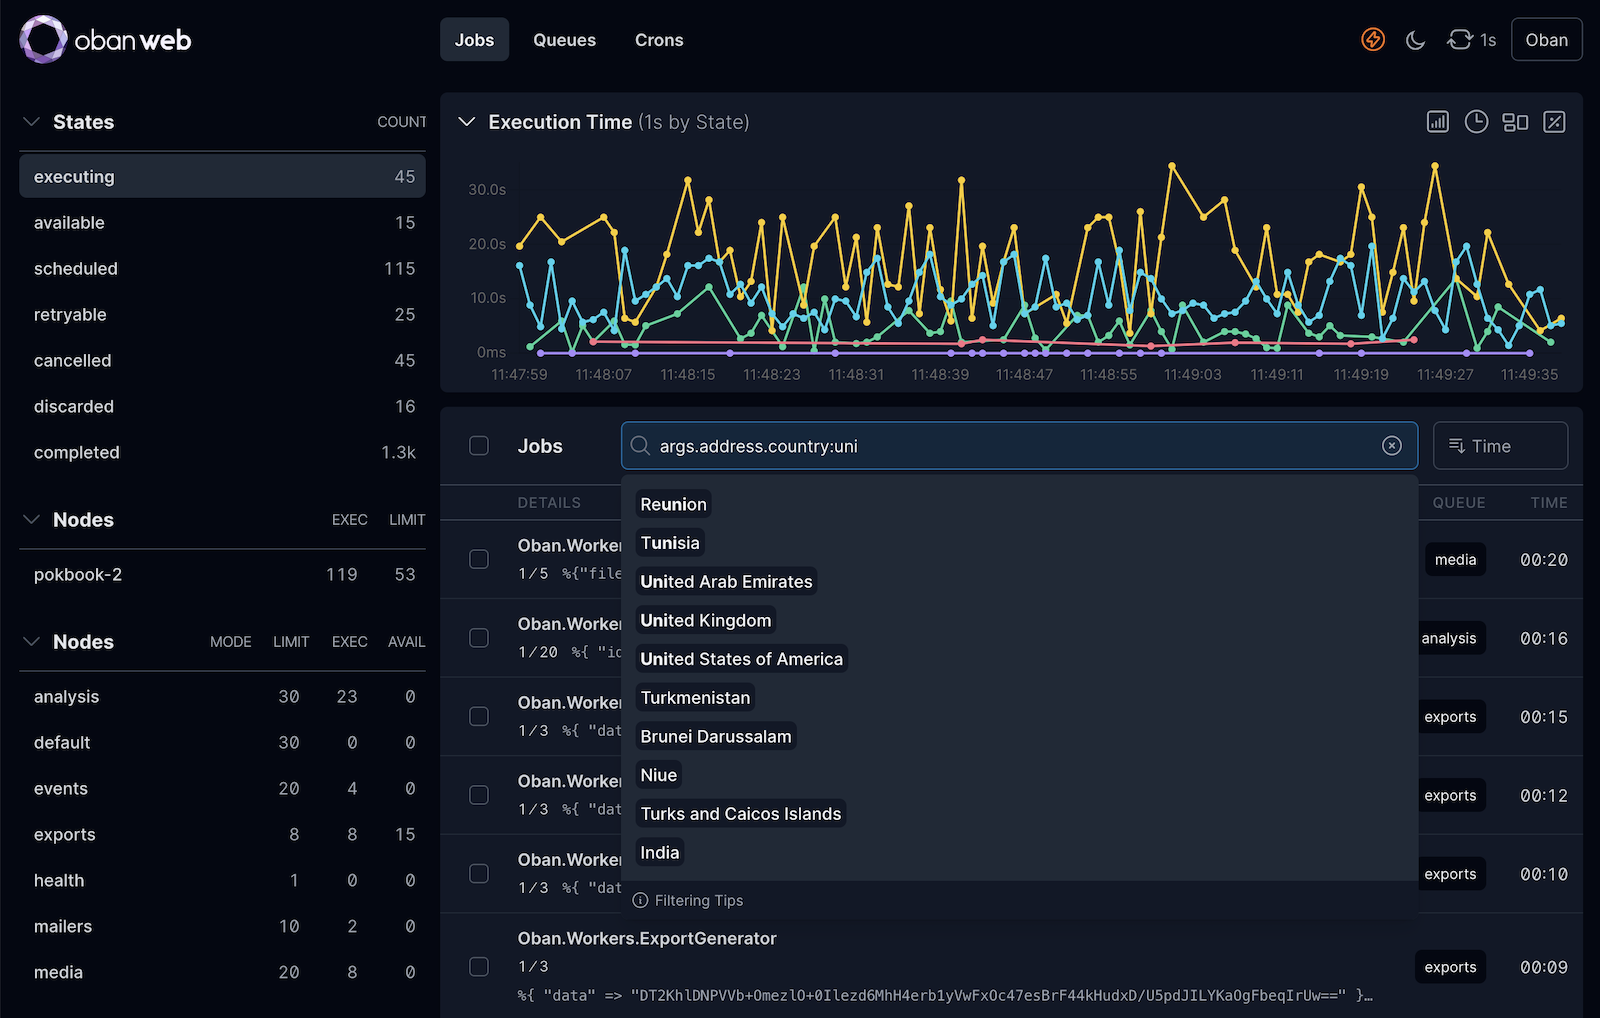 oban web
Jobs Queues Crons
1s Oban
States COUNT
executing 45
available 15
scheduled 115
retryable 25
cancelled 45
discarded 16
completed 1.3k
Nodes EXEC LIMIT
pokbook-2 119 53
Nodes MODE LIMIT EXEC AVAIL
analysis 30 23 0
default 30 0 0
events 20 4 0
exports 8 8 15
health 1 0 0
mailers 10 2 0
media 20 8 0
Execution Time (1s by State)
30.0s
20.0s
10.0s
0ms
11:47:59 11:48:07 11:48:15 11:48:23 11:48:31 11:48:39 11:48:47 11:48:55 11:49:03 11:49:11 11:49:19 11:49:27 11:49:35
Jobs args.address.country:uni Time
DETAILS QUEUE TIME
Reunion
Tunisia
United Arab Emirates
United Kingdom
United States of America
Turkmenistan
Brunei Darussalam
Niue
Turks and Caicos Islands
India
Filtering Tips
Oban.Worker
1/5 %{"file
media 00:20
Oban.Worker
1/20 %{ "id
analysis 00:16
Oban.Worker
1/3 %{ "dat
exports 00:15
Oban.Worker
1/3 %{ "dat
exports 00:12
Oban.Worker
1/3 %{ "dat
exports 00:10
Oban.Workers.ExportGenerator
1/3
exports 00:09
%{ "data" => "DT2KhlDNPVVb+OmezlO+0Ilezd6MhH4erb1yVwFxOc47esBrF44kHudxD/U5pdJILYKaOgFbeqIrUw==" }…